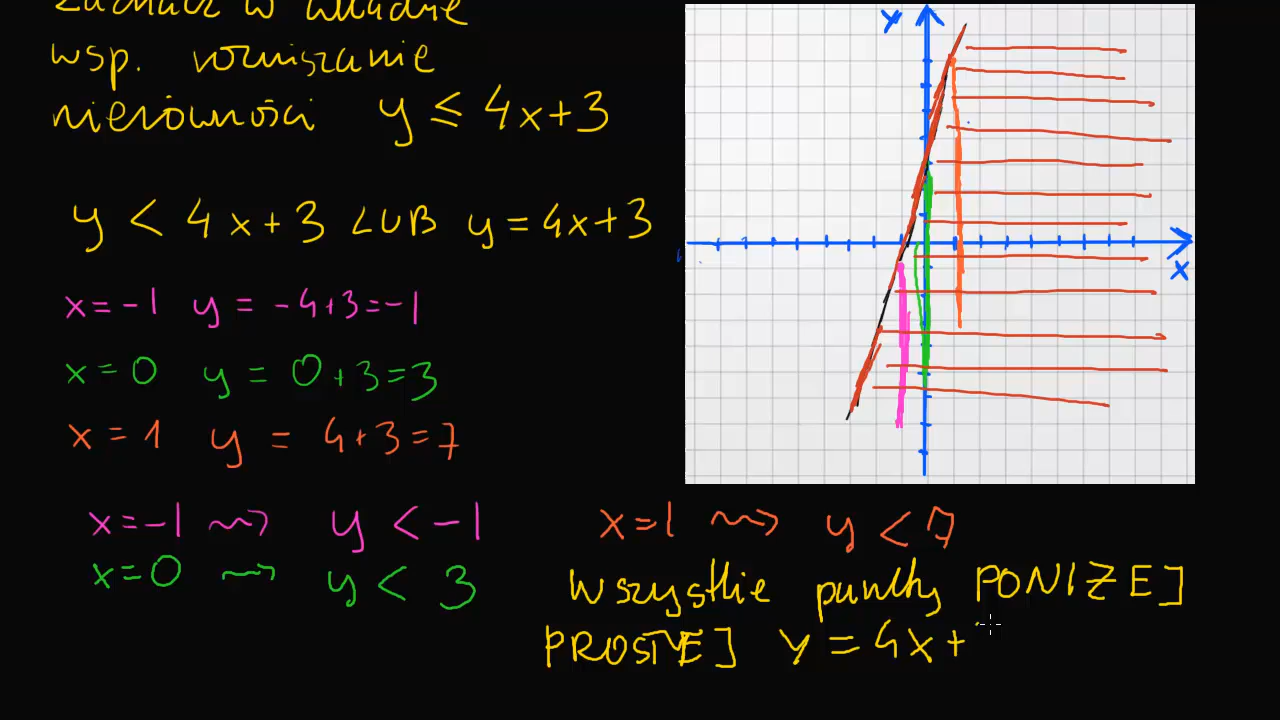 w układzie
wsp. rozwiązanie
nierówności y ≤ 4x+3
y < 4x+3 LUB y = 4x+3
x = -1 y = -4+3 = -1
x = 0 y = 0+3 = 3
x = 1 y = 4+3 = 7
y
x
x = -1 ⇝ y < -1
x = 0 ⇝ y < 3
x = 1 ⇝ y < 7
Wszystkie punkty PONIŻEJ
PROSTEJ y = 4x+